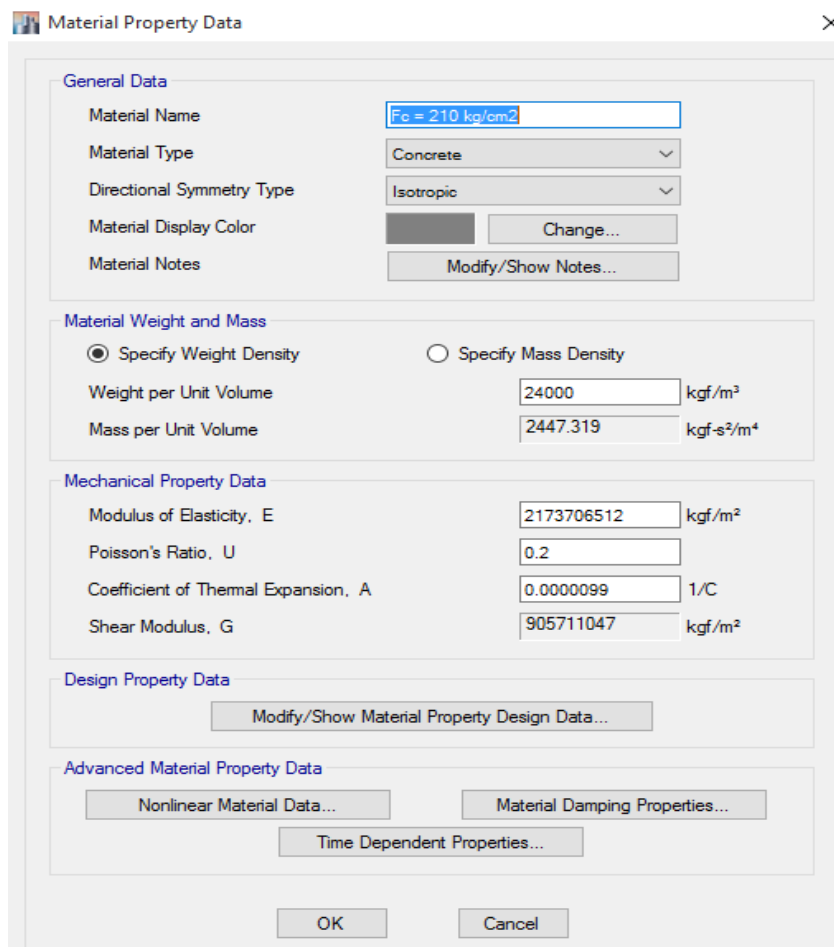 Material Property Data
General Data
Material Name
Fc = 210 kg/cm2
Material Type
Concrete
Directional Symmetry Type
Isotropic
Material Display Color
Change...
Material Notes
Modify/Show Notes...
Material Weight and Mass
Specify Weight Density
Specify Mass Density
Weight per Unit Volume
24000
kgf/m³
Mass per Unit Volume
2447.319
kgf-s²/m⁴
Mechanical Property Data
Modulus of Elasticity, E
2173706512
kgf/m²
Poisson's Ratio, U
0.2
Coefficient of Thermal Expansion, A
0.0000099
1/C
Shear Modulus, G
905711047
kgf/m²
Design Property Data
Modify/Show Material Property Design Data...
Advanced Material Property Data
Nonlinear Material Data...
Material Damping Properties...
Time Dependent Properties...
OK
Cancel